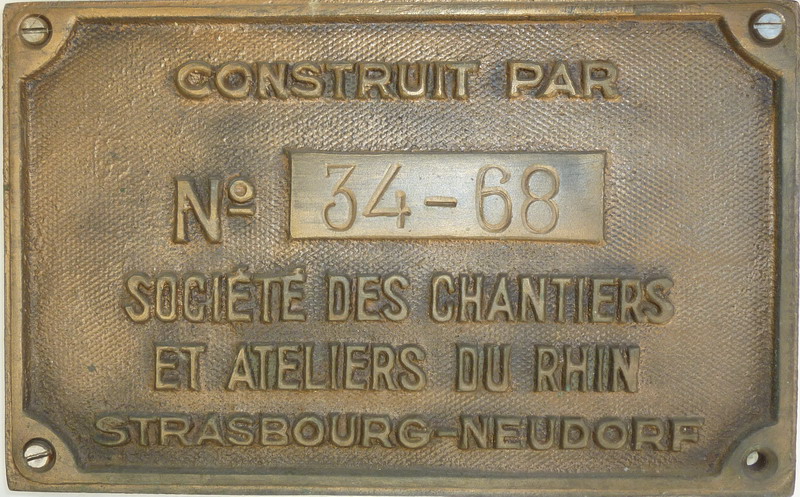 CONSTRUIT PAR
Nº 34-68
SOCIÉTÉ DES CHANTIERS
ET ATELIERS DU RHIN
STRASBOURG-NEUDORF